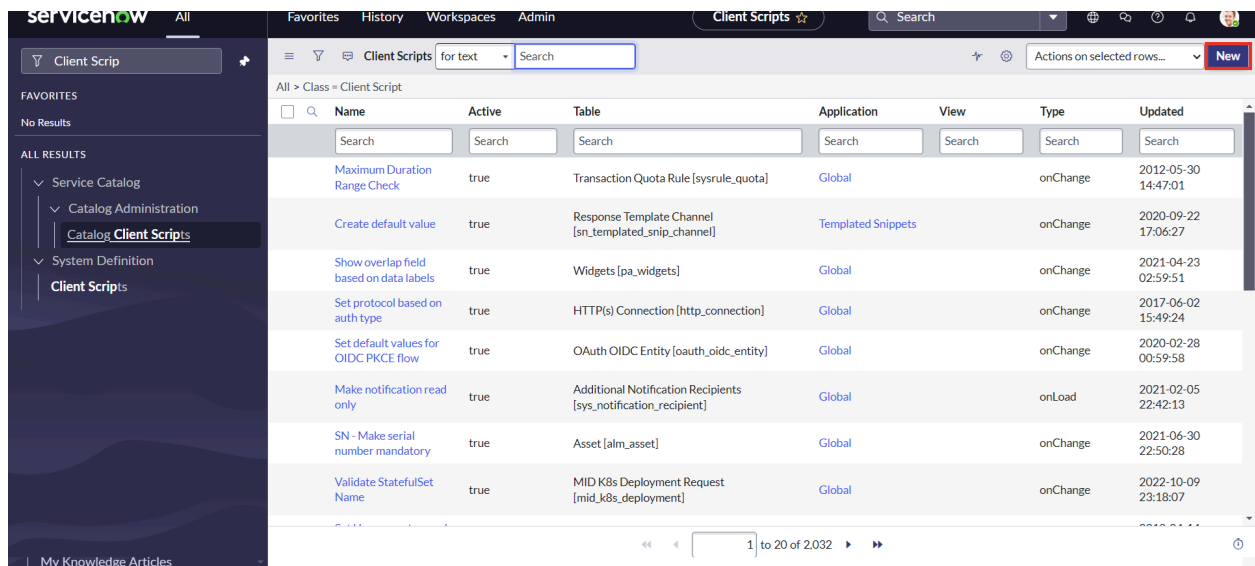 servicenow All Favorites History Workspaces Admin Client Scripts Search
Client Scrip
Client Scripts for text Search Actions on selected rows... New
All > Class = Client Script
FAVORITES
No Results
ALL RESULTS
Service Catalog
Catalog Administration
Catalog Client Scripts
System Definition
Client Scripts
My Knowledge Articles
Name Active Table Application View Type Updated
Search Search Search Search Search Search Search
Maximum Duration Range Check true Transaction Quota Rule [sysrule_quota] Global onChange 2012-05-30 14:47:01
Create default value true Response Template Channel [sn_templated_snip_channel] Templated Snippets onChange 2020-09-22 17:06:27
Show overlap field based on data labels true Widgets [pa_widgets] Global onChange 2021-04-23 02:59:51
Set protocol based on auth type true HTTP(s) Connection [http_connection] Global onChange 2017-06-02 15:49:24
Set default values for OIDC PKCE flow true OAuth OIDC Entity [oauth_oidc_entity] Global onChange 2020-02-28 00:59:58
Make notification read only true Additional Notification Recipients [sys_notification_recipient] Global onLoad 2021-02-05 22:42:13
SN - Make serial number mandatory true Asset [alm_asset] Global onChange 2021-06-30 22:50:28
Validate StatefulSet Name true MID K8s Deployment Request [mid_k8s_deployment] Global onChange 2022-10-09 23:18:07
1 to 20 of 2,032